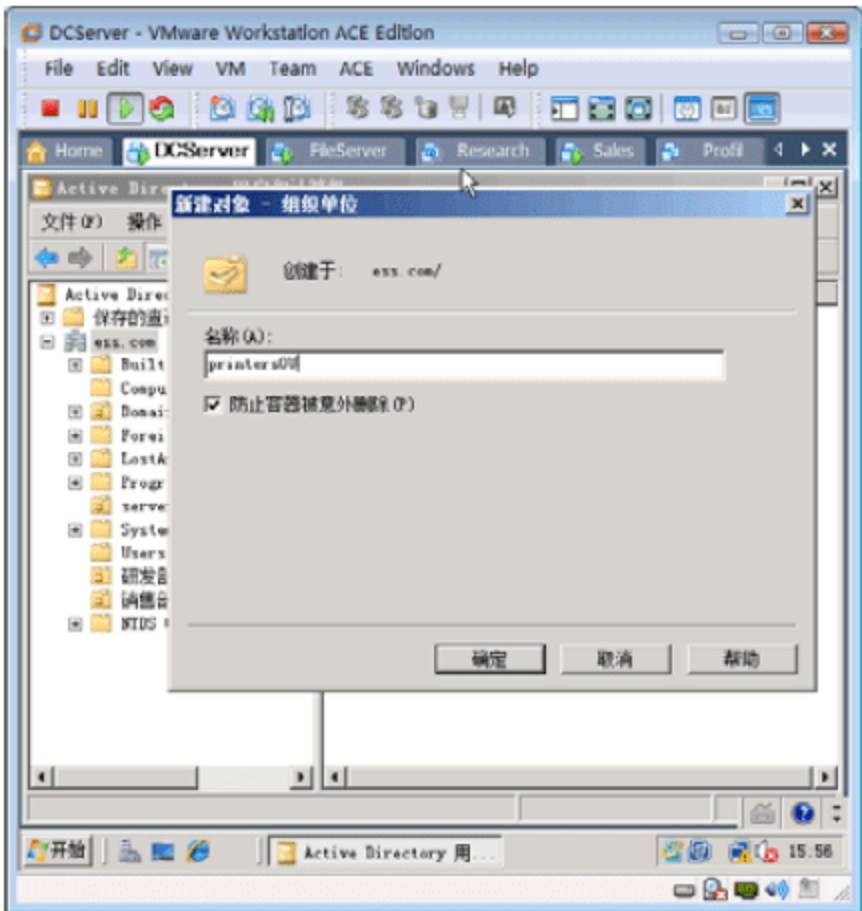 DCServer - VMware Workstation ACE Edition
File Edit View VM Team ACE Windows Help
Home DCServer FileServer Research Sales Profil
Active Dire
新建对象 - 组织单位
文件(F) 操作
创建于: ess.com/
Active Direc
保存的查
名称(A):
ess.com
printersOU
Built
Compu
防止容器被意外删除(P)
Domai
Forei
LostA
Progr
serve
Syste
Users
研发部
销售部
NTDS
确定 取消 帮助
开始 Active Directory 用... 15:56